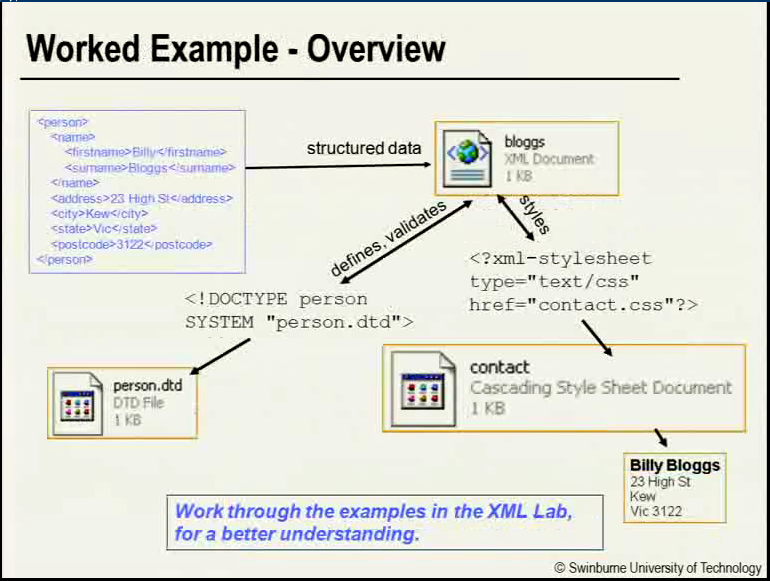 Worked Example - Overview
<person>
<name>
<firstname>Billy</firstname>
<surname>Bloggs</surname>
</name>
<address>23 High St</address>
<city>Kew</city>
<state>Vic</state>
<postcode>3122</postcode>
</person>
structured data
bloggs
XML Document
1 KB
defines, validates
styles
<!DOCTYPE person
SYSTEM "person.dtd">
<?xml-stylesheet
type="text/css"
href="contact.css"?>
person.dtd
DTD File
1 KB
contact
Cascading Style Sheet Document
1 KB
Billy Bloggs
23 High St
Kew
Vic 3122
Work through the examples in the XML Lab,
for a better understanding.
© Swinburne University of Technology